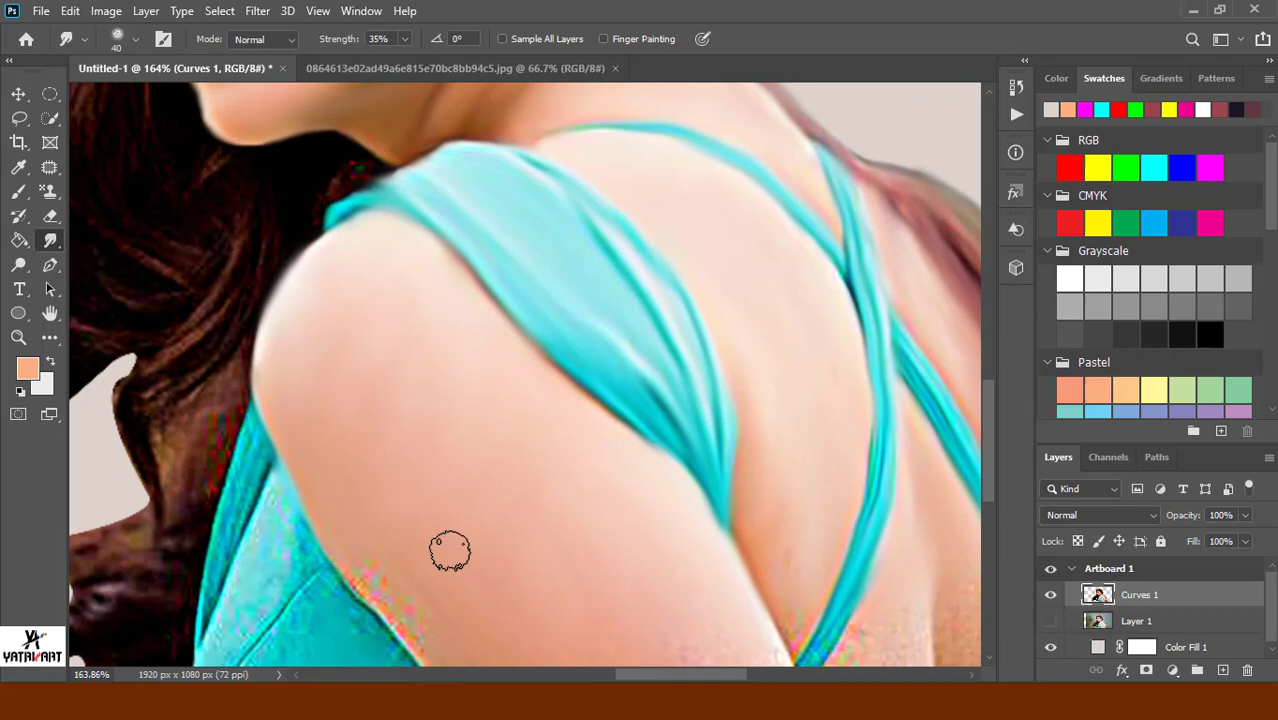 Ps File Edit Image Layer Type Select Filter 3D View Window Help
40 Mode: Normal Strength: 35% 0° Sample All Layers Finger Painting
Untitled-1 @ 164% (Curves 1, RGB/8#) * × 0864613e02ad49a6e815e70bc8bb94c5.jpg @ 66.7% (RGB/8#) ×
Color Swatches Gradients Patterns
RGB
CMYK
Grayscale
Pastel
Layers Channels Paths
Kind
Normal Opacity: 100%
Lock: Fill: 100%
Artboard 1
Curves 1
Layer 1
Color Fill 1
YATRIKART
163.86% 1920 px x 1080 px (72 ppi)